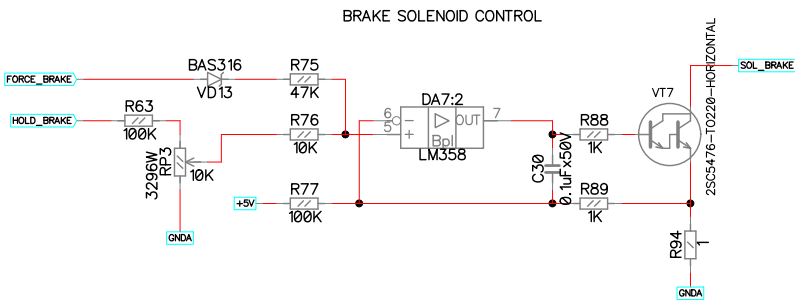 BRAKE SOLENOID CONTROL
FORCE_BRAKE
BAS316
VD13
R75
47K
HOLD_BRAKE
R63
100K
RP3
3296W
10K
GNDA
R76
10K
6
5
DA7:2
OUT
Bpl
LM358
7
+5V
R77
100K
C30
0.1uFx50V
R88
1K
R89
1K
VT7
2SC5476-TO220-HORIZONTAL
SOL_BRAKE
R94
1
GNDA